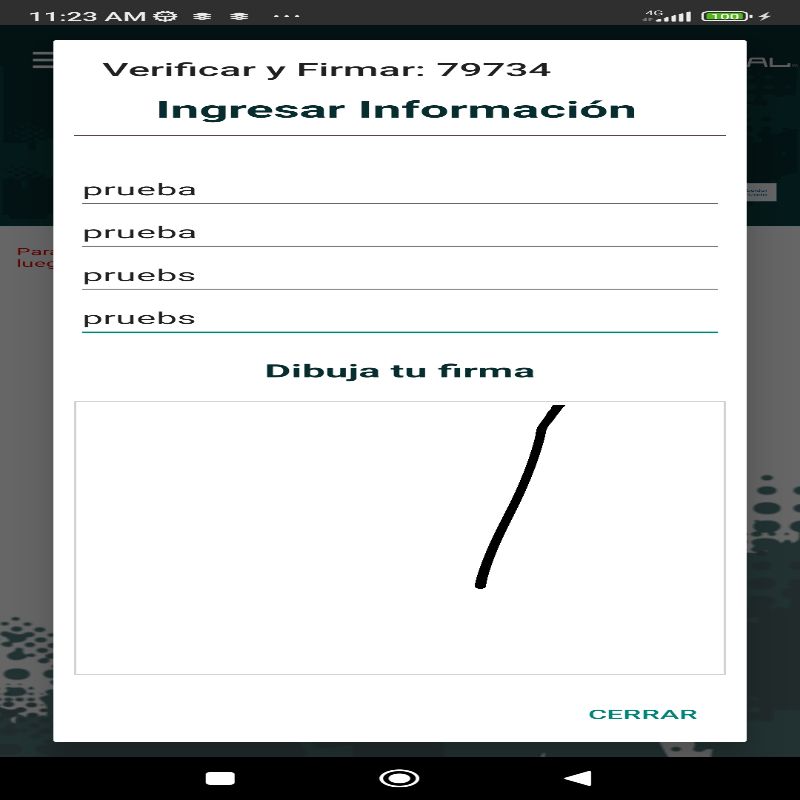 11:23 AM
4G
100
AL
Verificar y Firmar: 79734
Ingresar Información
Para
lueg
prueba
prueba
pruebs
pruebs
Dibuja tu firma
CERRAR